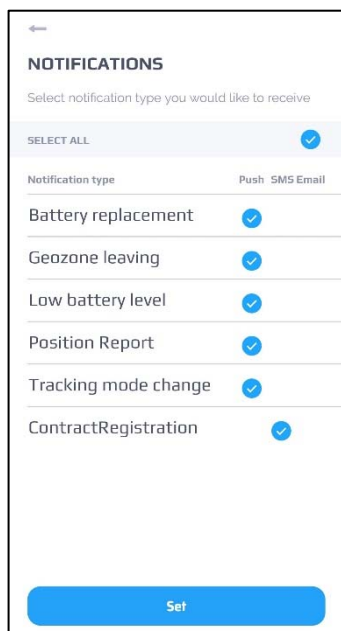 NOTIFICATIONS
Select notification type you would like to receive
SELECT ALL
Notification type Push SMS Email
Battery replacement
Geozone leaving
Low battery level
Position Report
Tracking mode change
ContractRegistration
Set